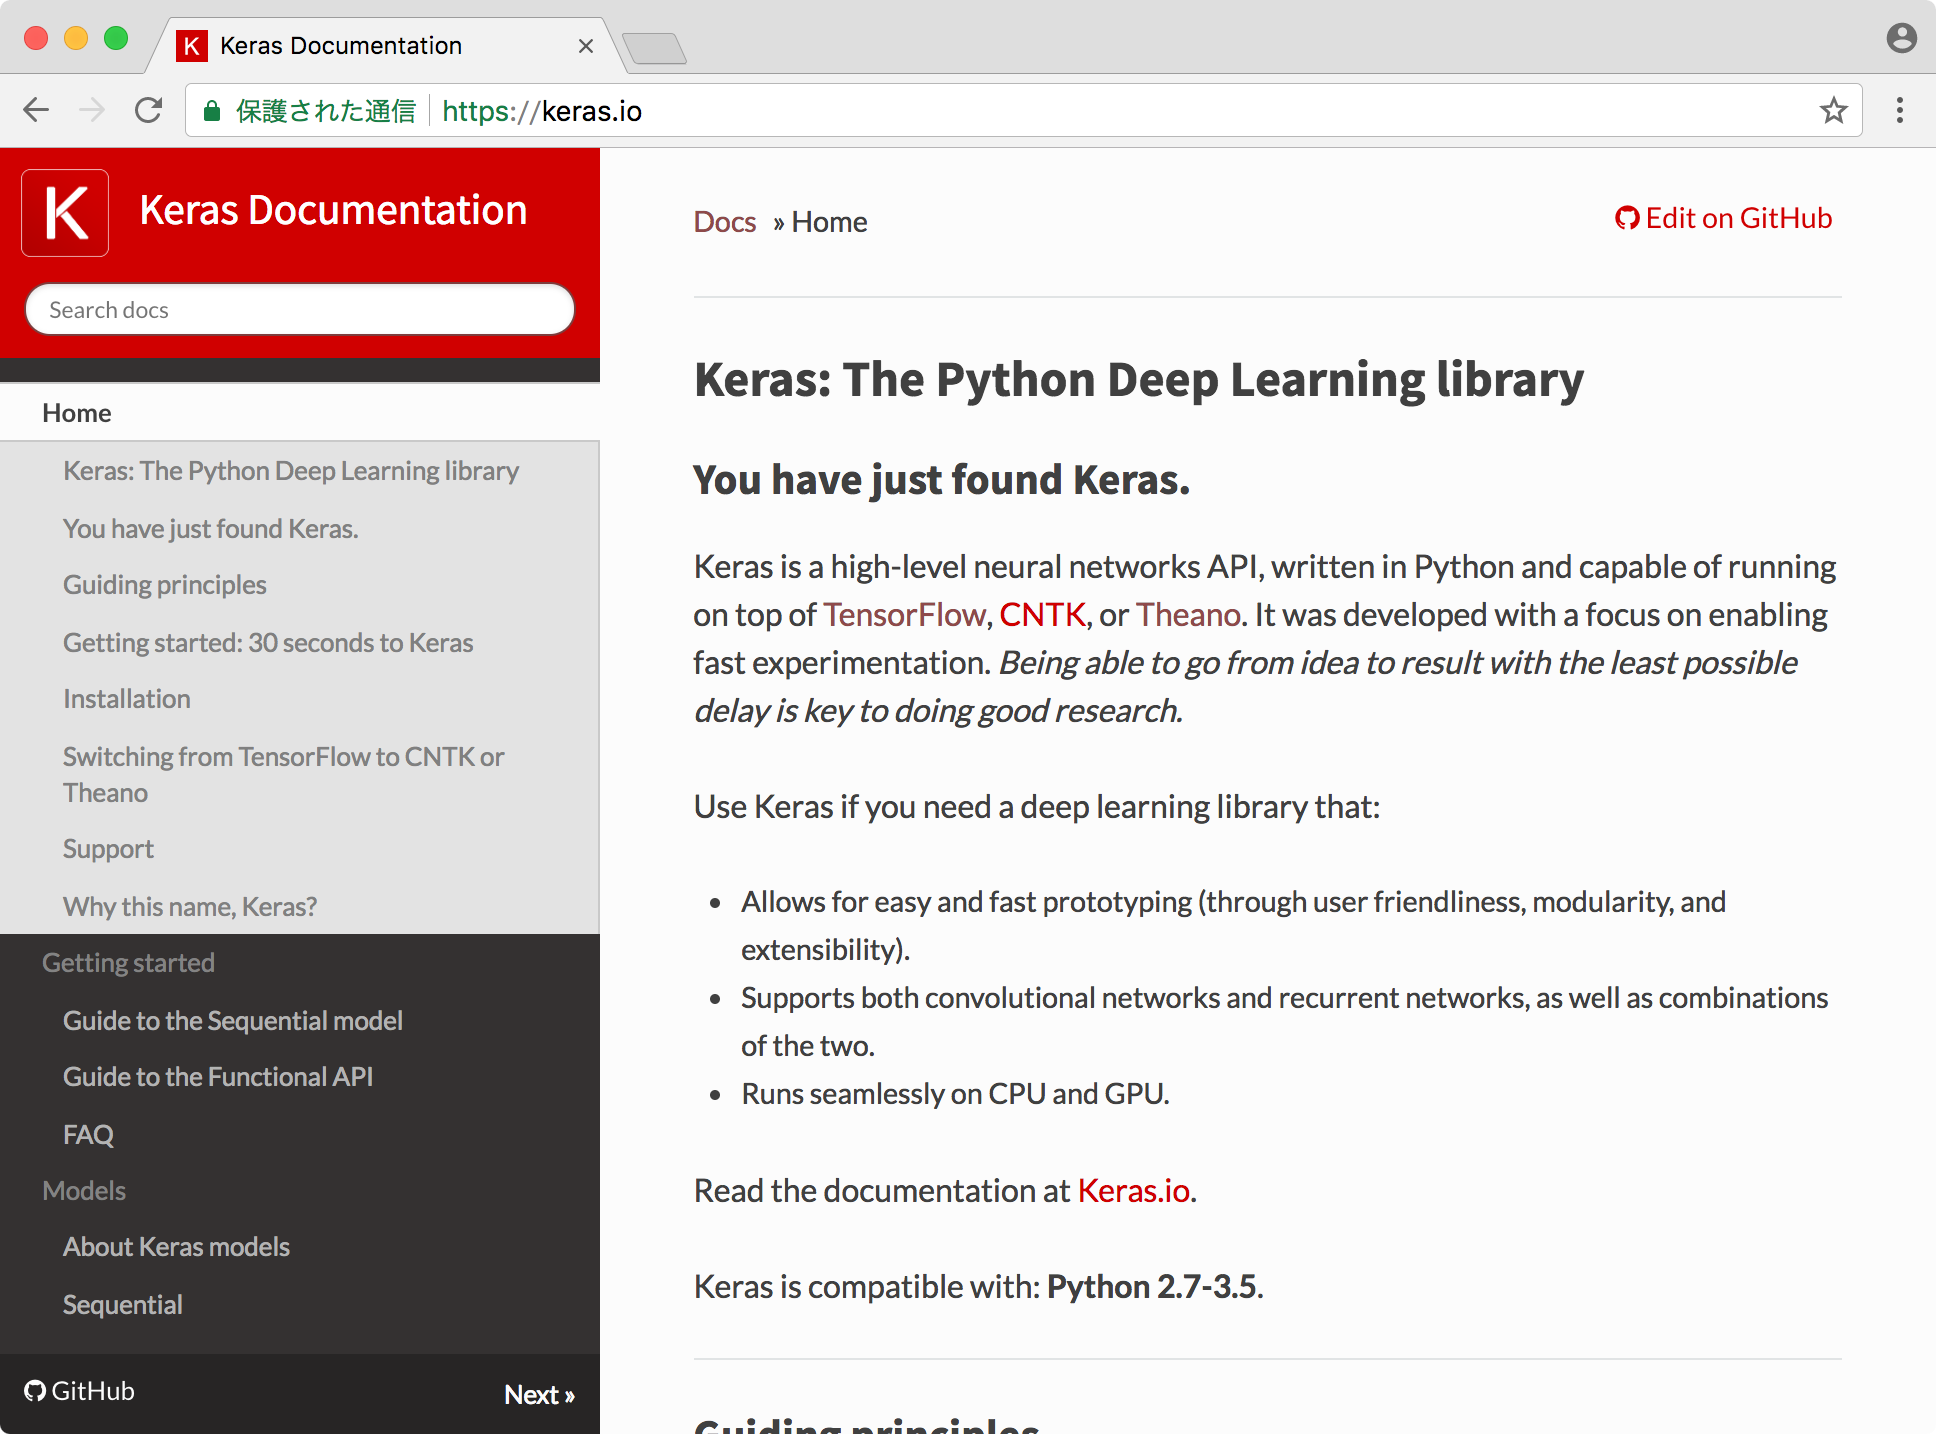 K Keras Documentation
保護された通信 https://keras.io
K Keras Documentation
Search docs
Home
Keras: The Python Deep Learning library
You have just found Keras.
Guiding principles
Getting started: 30 seconds to Keras
Installation
Switching from TensorFlow to CNTK or
Theano
Support
Why this name, Keras?
Getting started
Guide to the Sequential model
Guide to the Functional API
FAQ
Models
About Keras models
Sequential
GitHub Next »
Docs » Home Edit on GitHub
Keras: The Python Deep Learning library
You have just found Keras.
Keras is a high-level neural networks API, written in Python and capable of running
on top of TensorFlow, CNTK, or Theano. It was developed with a focus on enabling
fast experimentation. Being able to go from idea to result with the least possible
delay is key to doing good research.
Use Keras if you need a deep learning library that:
• Allows for easy and fast prototyping (through user friendliness, modularity, and
extensibility).
• Supports both convolutional networks and recurrent networks, as well as combinations
of the two.
• Runs seamlessly on CPU and GPU.
Read the documentation at Keras.io.
Keras is compatible with: Python 2.7-3.5.
Guiding principles